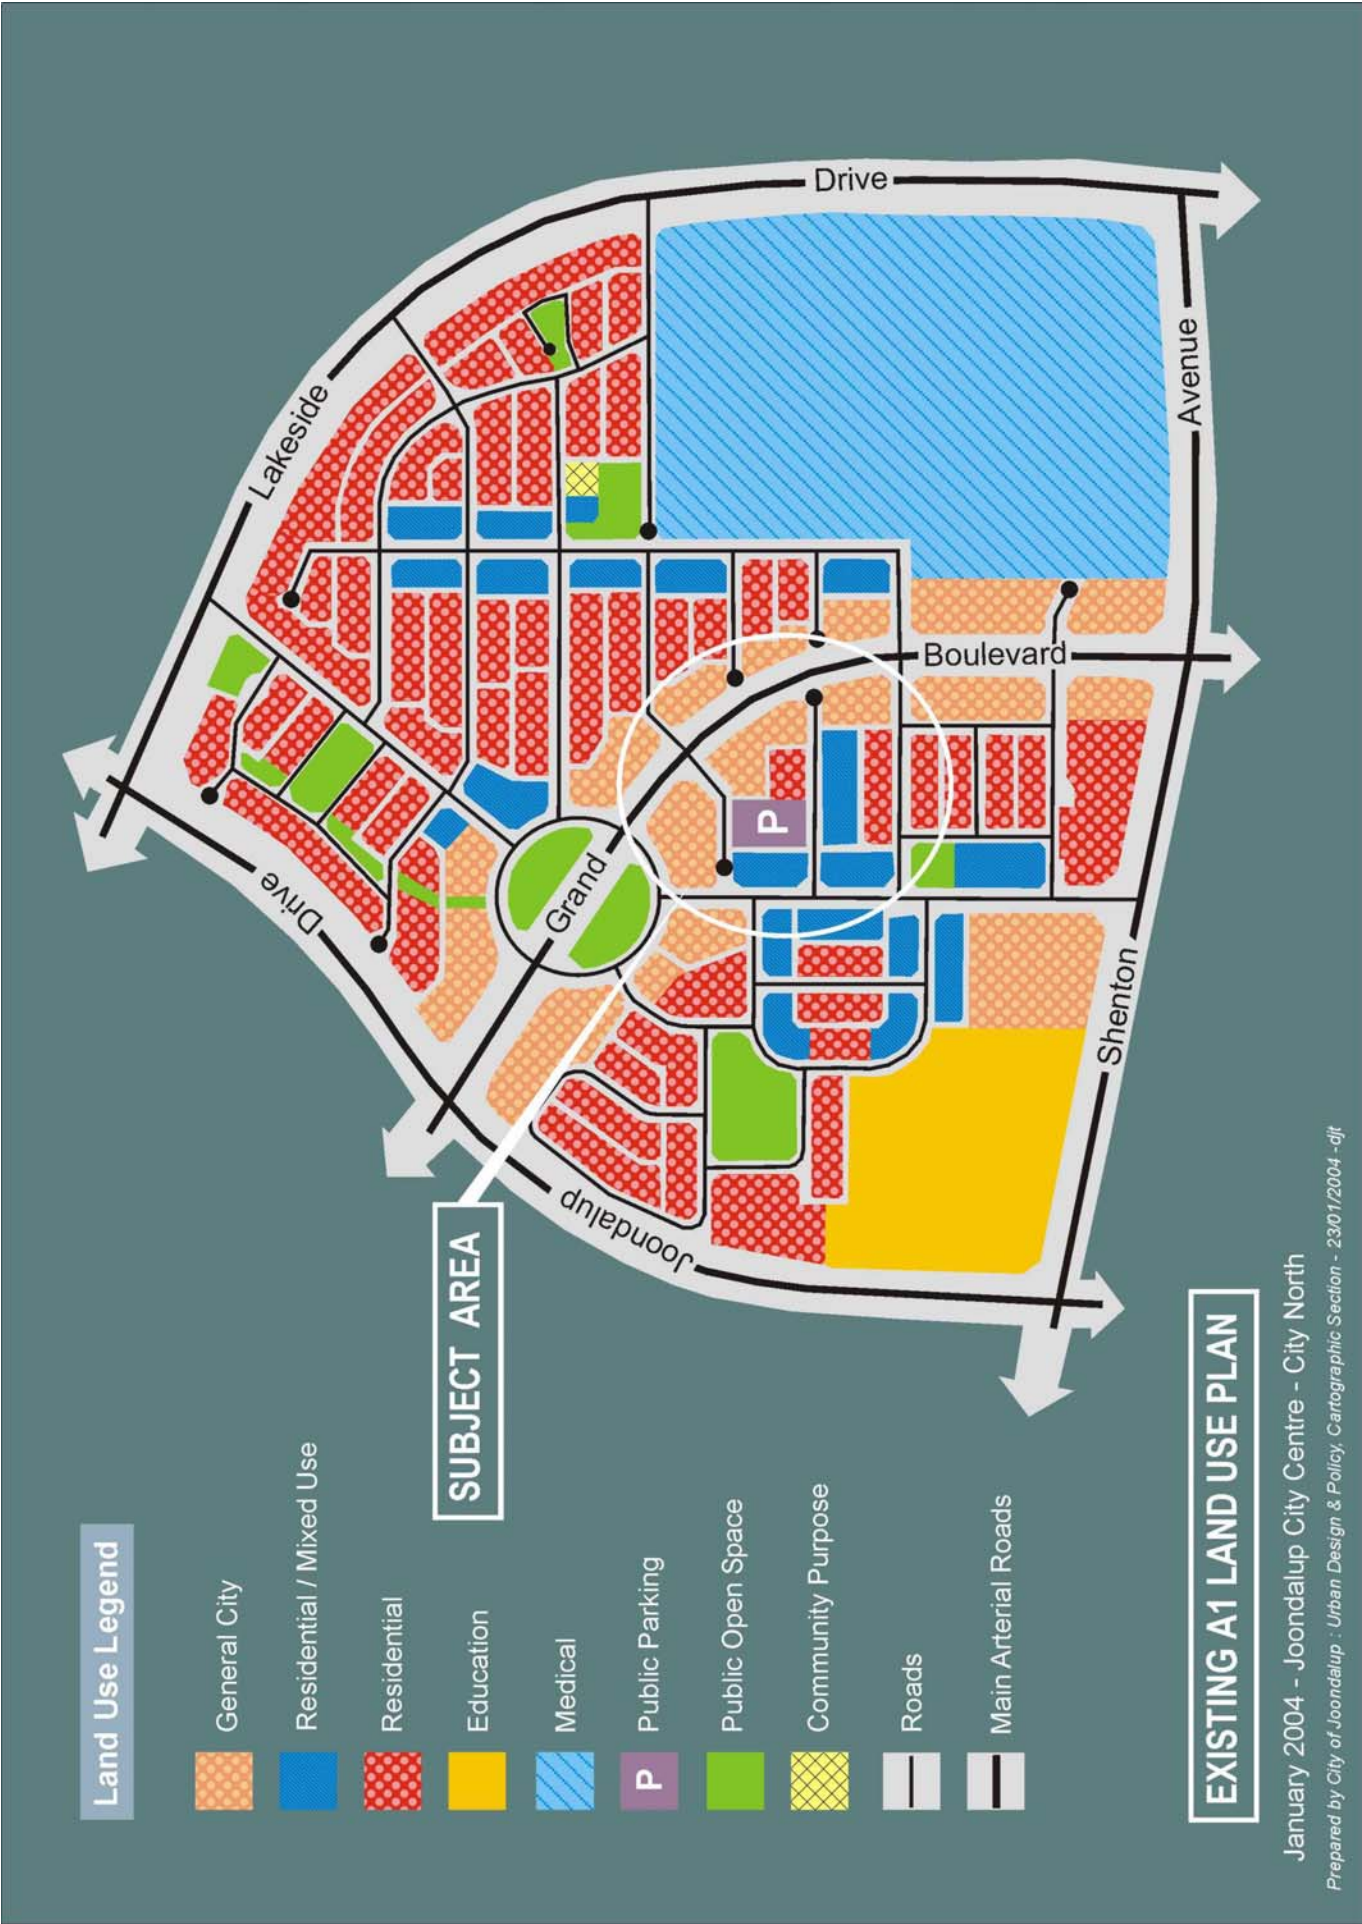 Land Use Legend
General City
Residential / Mixed Use
Residential
Education
Medical
P
Public Parking
Public Open Space
Community Purpose
Roads
Main Arterial Roads
SUBJECT AREA
Joondalup
Drive
Lakeside
Drive
Grand
Boulevard
P
Shenton
Avenue
EXISTING A1 LAND USE PLAN
January 2004 - Joondalup City Centre - City North
Prepared by City of Joondalup : Urban Design & Policy, Cartographic Section - 23/01/2004 -djt